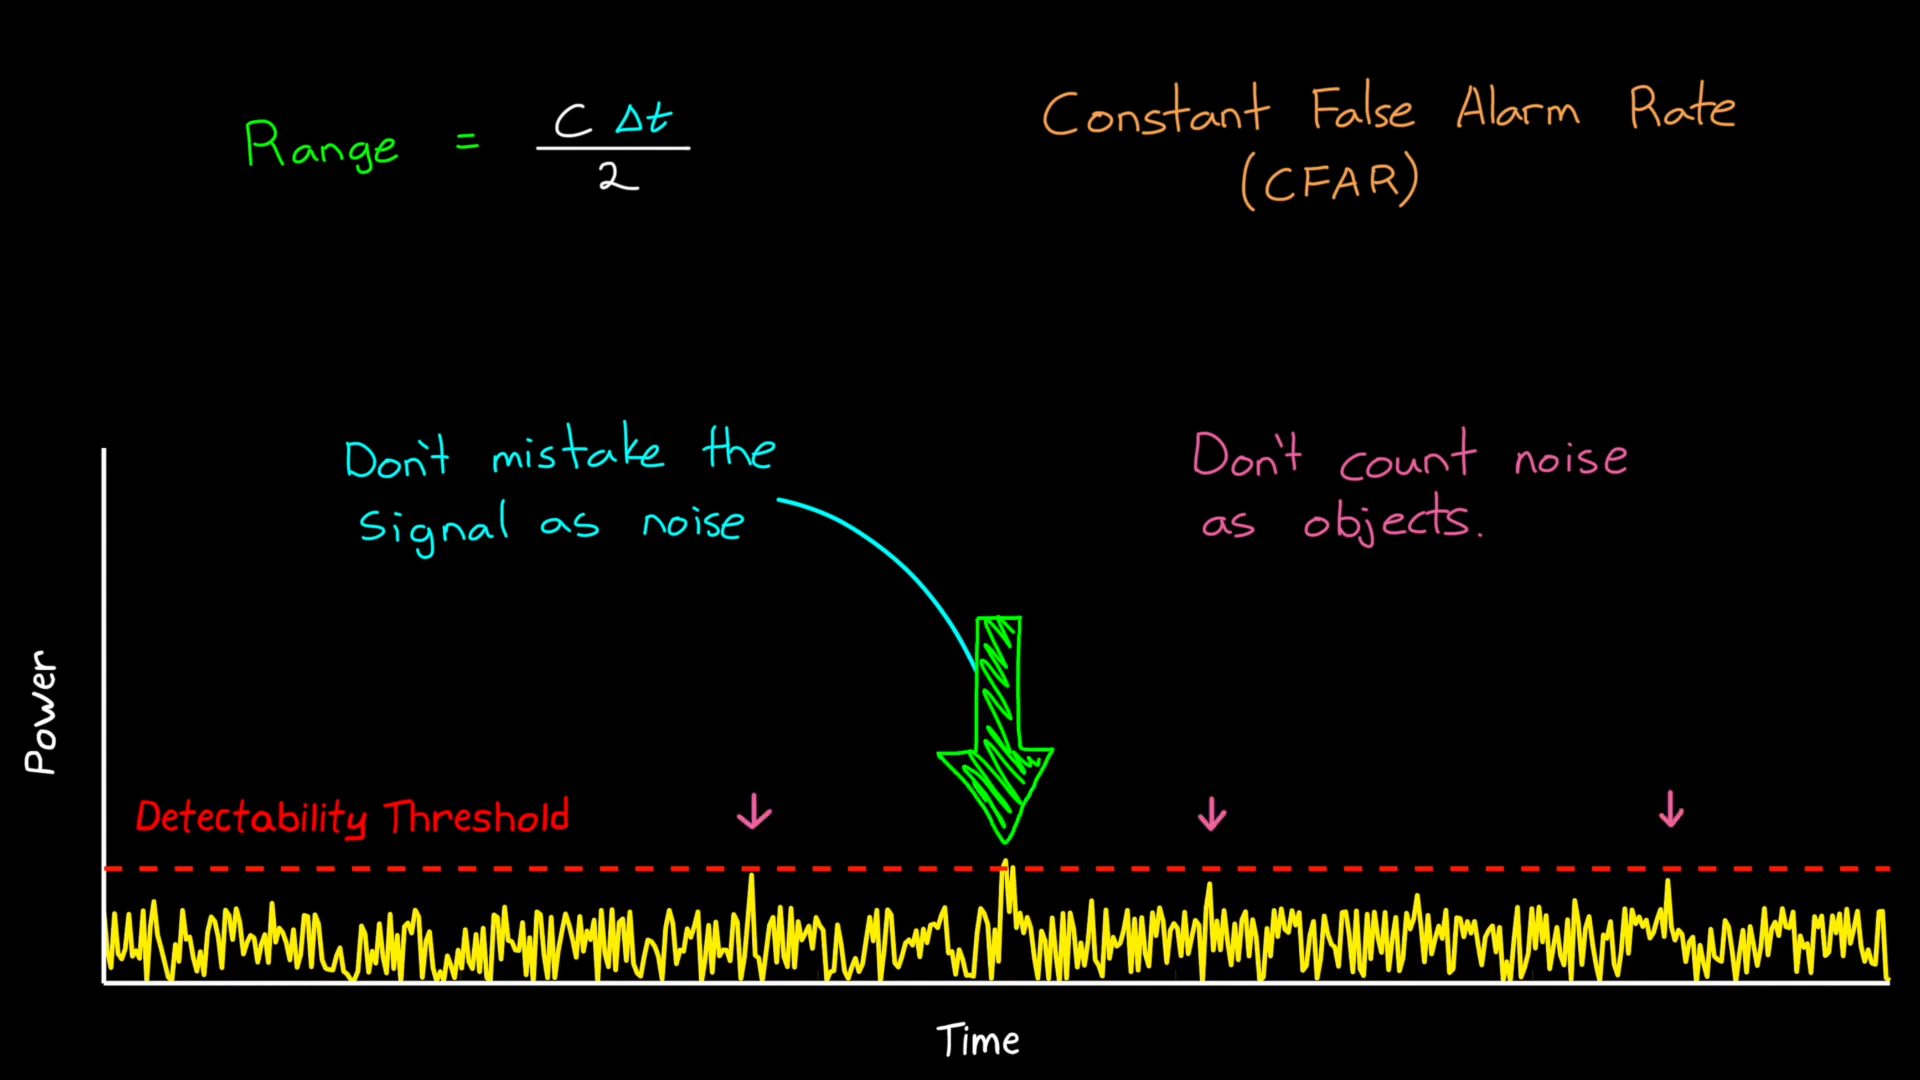 Range = C Δt / 2
Constant False Alarm Rate
(CFAR)
Don't mistake the
signal as noise
Don't count noise
as objects.
Power
Detectability Threshold
Time